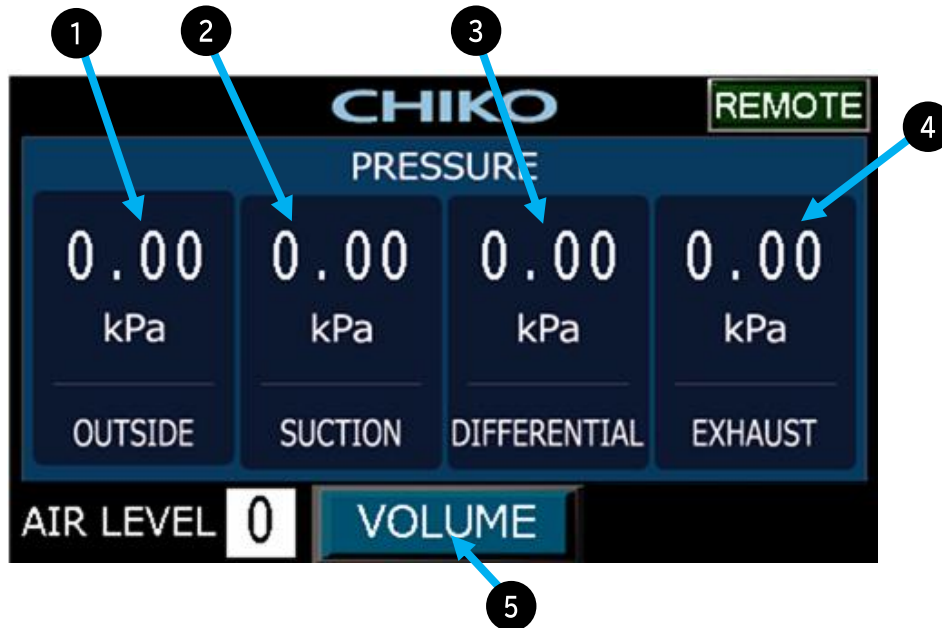 1 2 3
CHIKO REMOTE
4
PRESSURE
0.00 0.00 0.00 0.00
kPa kPa kPa kPa
OUTSIDE SUCTION DIFFERENTIAL EXHAUST
AIR LEVEL 0 VOLUME
5